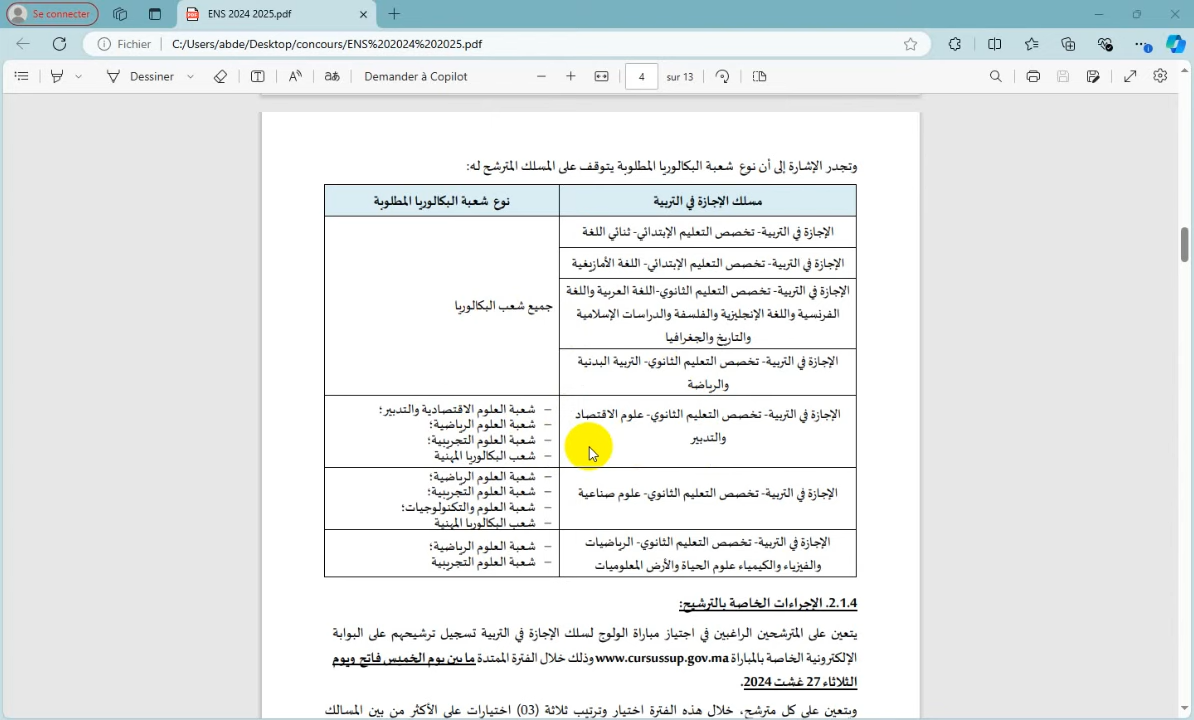 Se connecter
ENS 2024 2025.pdf
Fichier
C:/Users/abde/Desktop/concours/ENS%202024%202025.pdf
Dessiner
Demander à Copilot
4
sur 13
وتجدر الإشارة إلى أن نوع شعبة البكالوريا المطلوبة يتوقف على المسلك المترشح له:
مسلك الإجازة في التربية
نوع شعبة البكالوريا المطلوبة
الإجازة في التربية- تخصص التعليم الإبتدائي- ثنائي اللغة
الإجازة في التربية- تخصص التعليم الإبتدائي- اللغة الأمازيغية
الإجازة في التربية- تخصص التعليم الثانوي-اللغة العربية واللغة
الفرنسية واللغة الإنجليزية والفلسفة والدراسات الإسلامية
والتاريخ والجغرافيا
الإجازة في التربية- تخصص التعليم الثانوي- التربية البدنية
والرياضة
جميع شعب البكالوريا
الإجازة في التربية- تخصص التعليم الثانوي- علوم الاقتصاد
والتدبير
– شعبة العلوم الاقتصادية والتدبير؛
– شعبة العلوم الرياضية؛
– شعبة العلوم التجريبية؛
– شعب البكالوريا المهنية
الإجازة في التربية- تخصص التعليم الثانوي- علوم صناعية
– شعبة العلوم الرياضية؛
– شعبة العلوم التجريبية؛
– شعبة العلوم والتكنولوجيات؛
– شعب البكالوريا المهنية
الإجازة في التربية- تخصص التعليم الثانوي- الرياضيات
والفيزياء والكيمياء علوم الحياة والأرض المعلوميات
– شعبة العلوم الرياضية؛
– شعبة العلوم التجريبية
2.1.4. الإجراءات الخاصة بالترشيح:
يتعين على المترشحين الراغبين في اجتياز مباراة الولوج لسلك الإجازة في التربية تسجيل ترشيحهم على البوابة
الإلكترونية الخاصة بالمباراة www.cursussup.gov.ma وذلك خلال الفترة الممتدة ما بين يوم الخميس فاتح ويوم
الثلاثاء 27 غشت 2024.
ويتعين على كل مترشح، خلال هذه الفترة اختيار وترتيب ثلاثة (03) اختيارات على الأكثر من بين المسالك